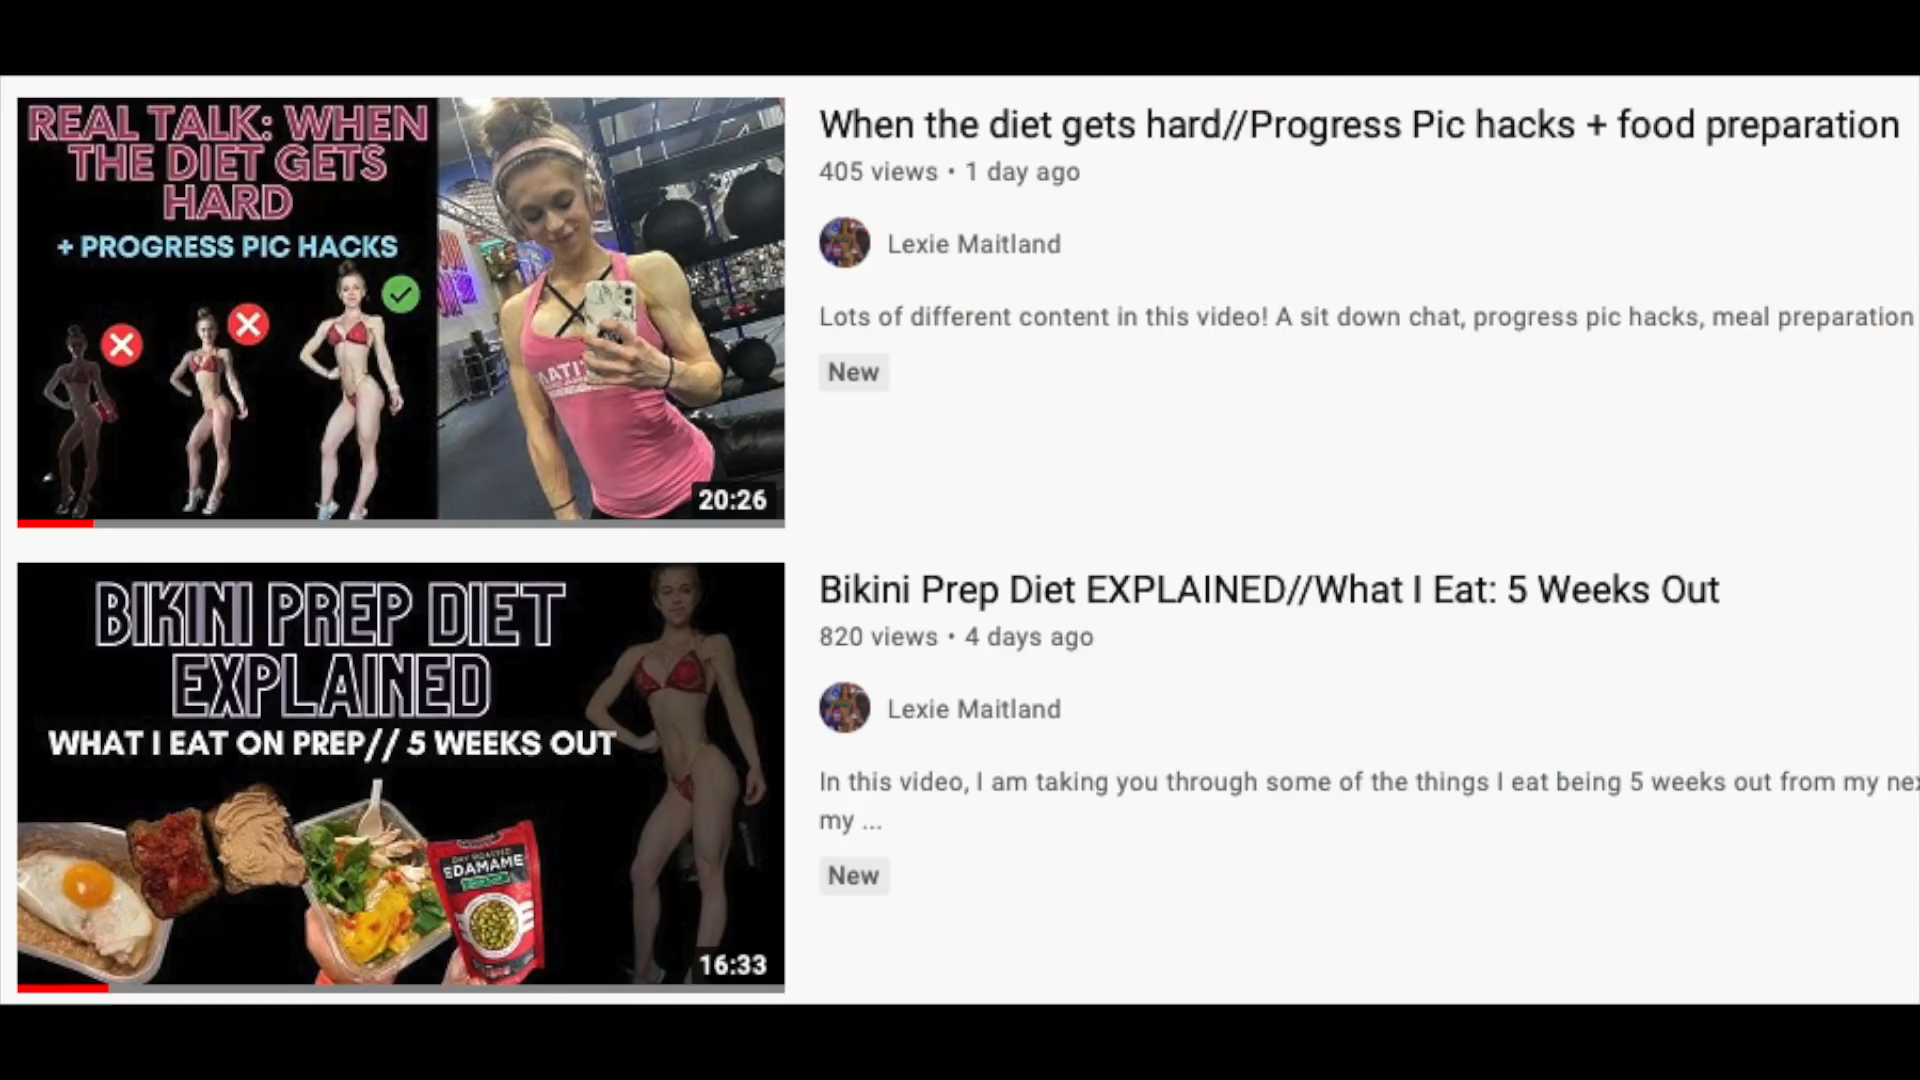 REAL TALK: WHEN
THE DIET GETS
HARD
+ PROGRESS PIC HACKS
20:26
When the diet gets hard//Progress Pic hacks + food preparation
405 views • 1 day ago
Lexie Maitland
Lots of different content in this video! A sit down chat, progress pic hacks, meal preparation
New
BIKINI PREP DIET
EXPLAINED
WHAT I EAT ON PREP// 5 WEEKS OUT
DRY ROASTED
EDAMAME
16:33
Bikini Prep Diet EXPLAINED//What I Eat: 5 Weeks Out
820 views • 4 days ago
Lexie Maitland
In this video, I am taking you through some of the things I eat being 5 weeks out from my nex
my ...
New